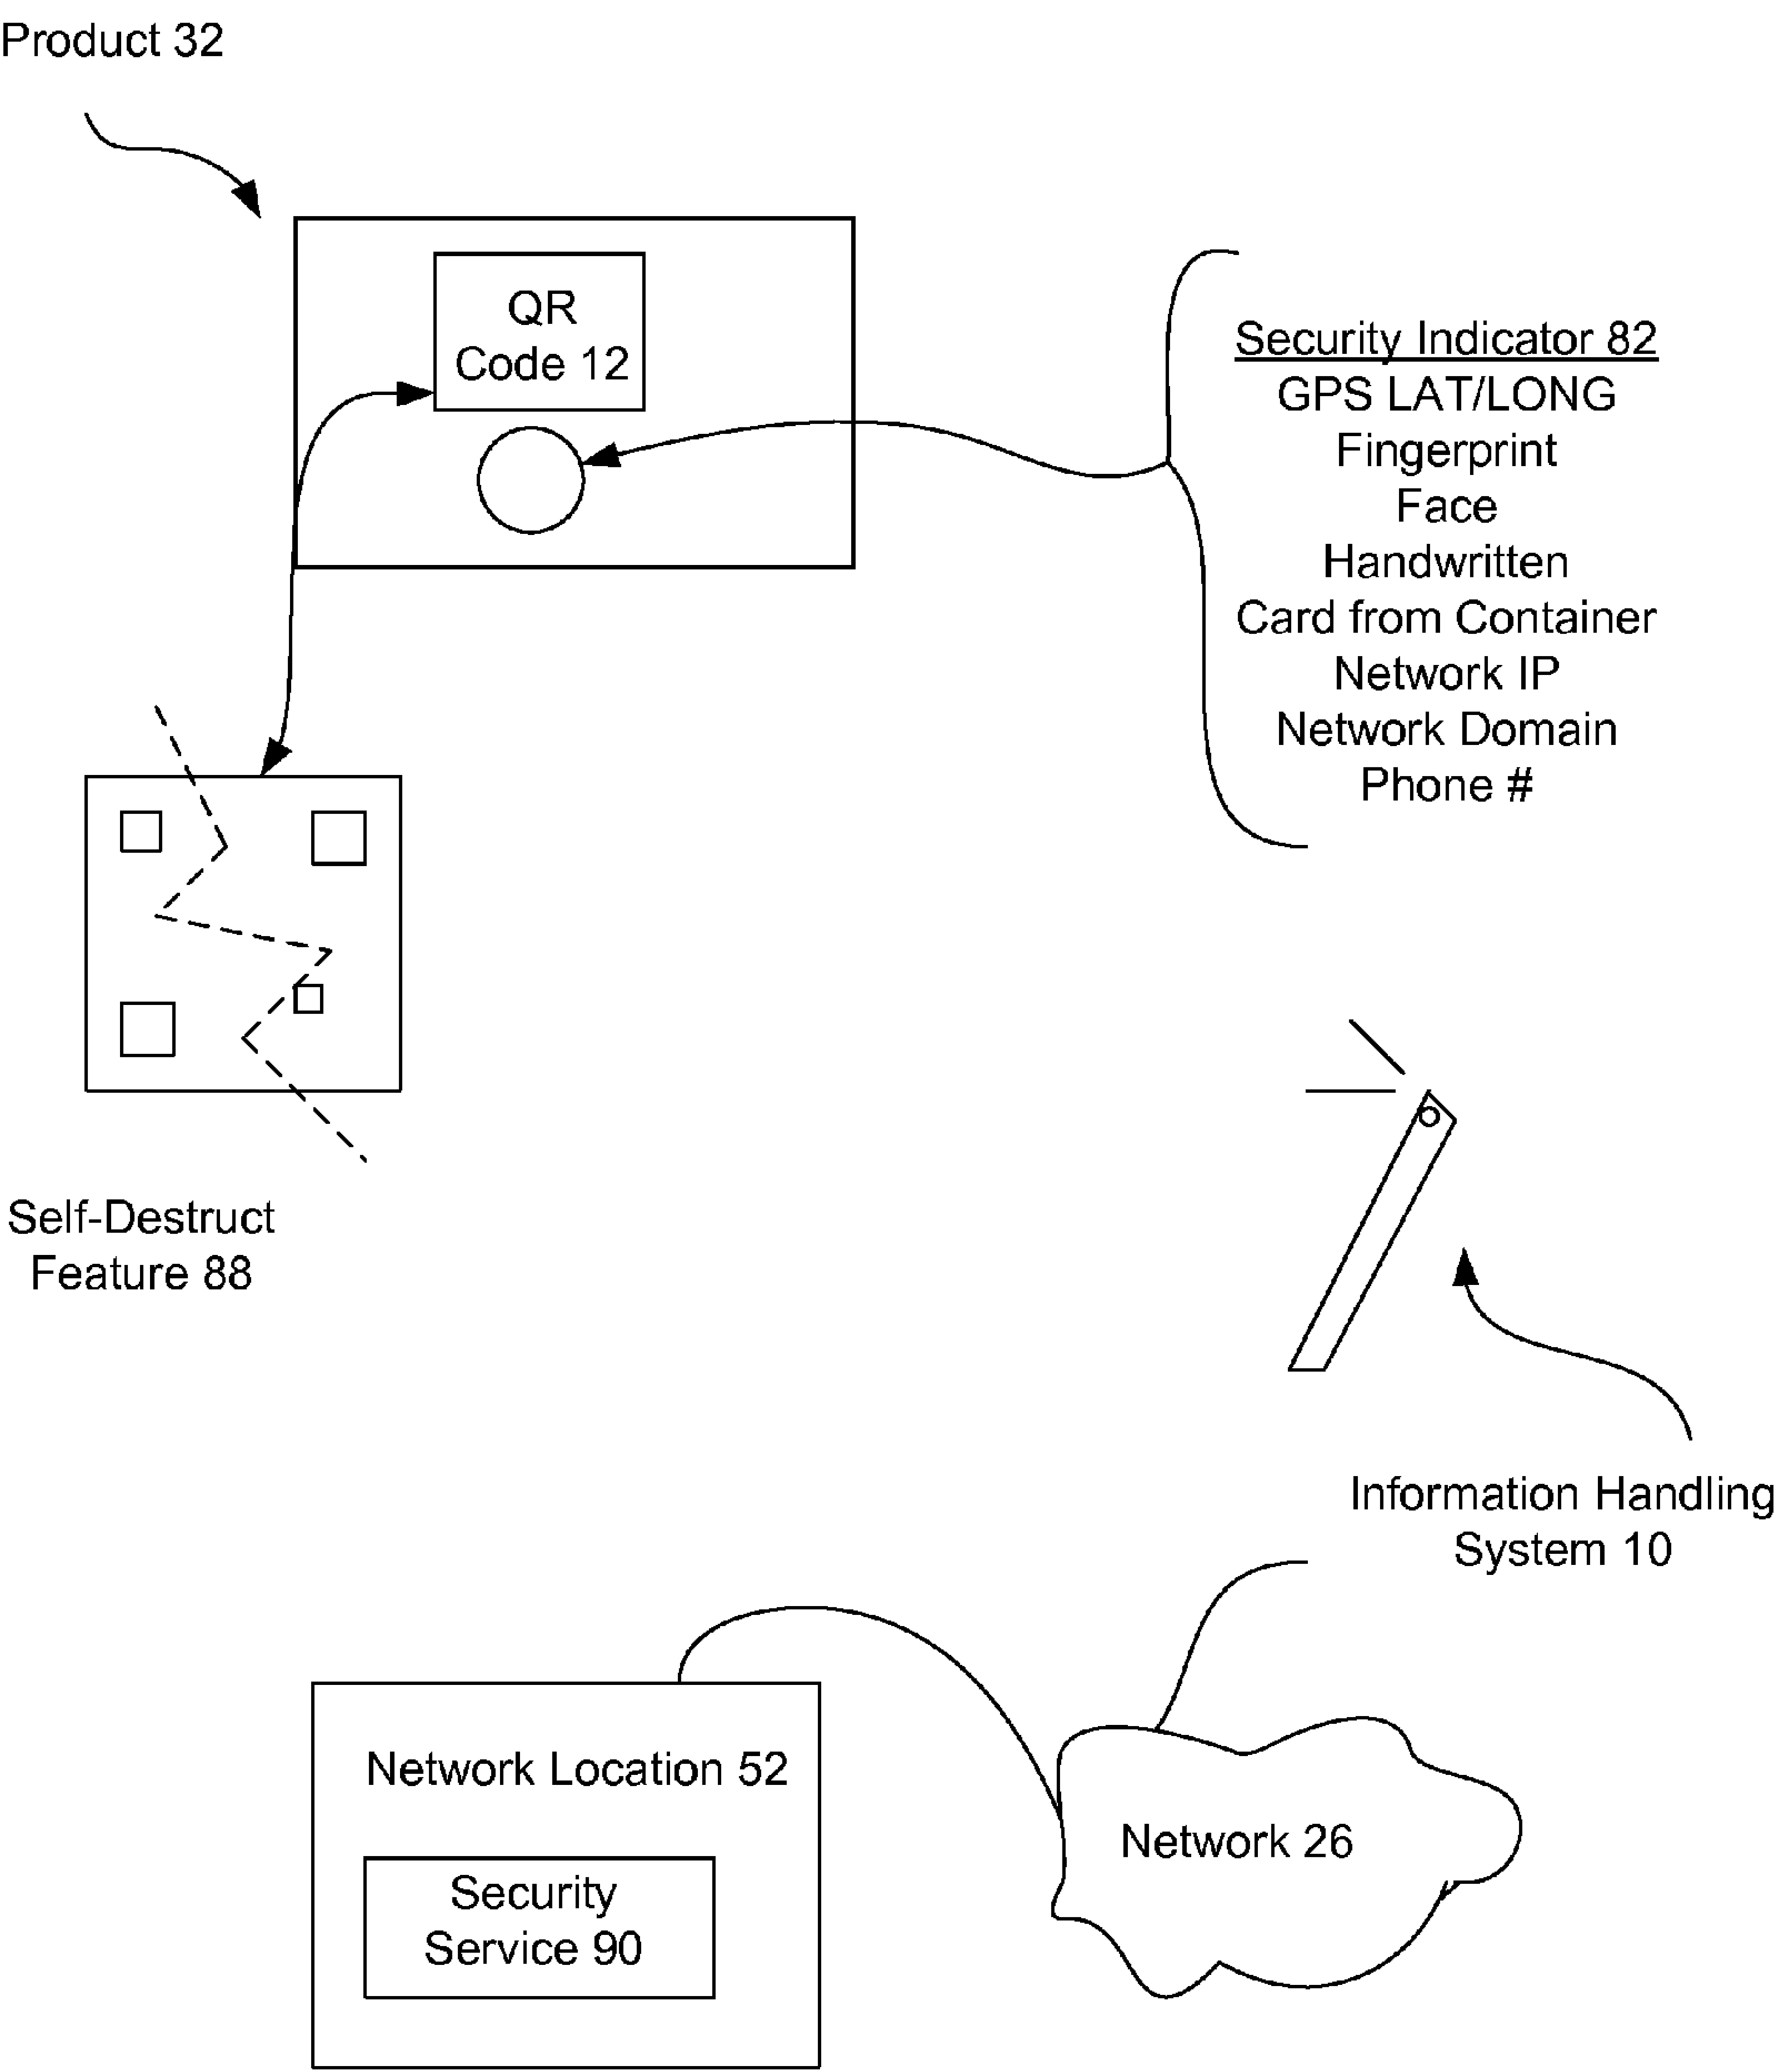 Product 32
QR
Code 12
Security Indicator 82
GPS LAT/LONG
Fingerprint
Face
Handwritten
Card from Container
Network IP
Network Domain
Phone #
Self-Destruct
Feature 88
Information Handling
System 10
Network Location 52
Security
Service 90
Network 26